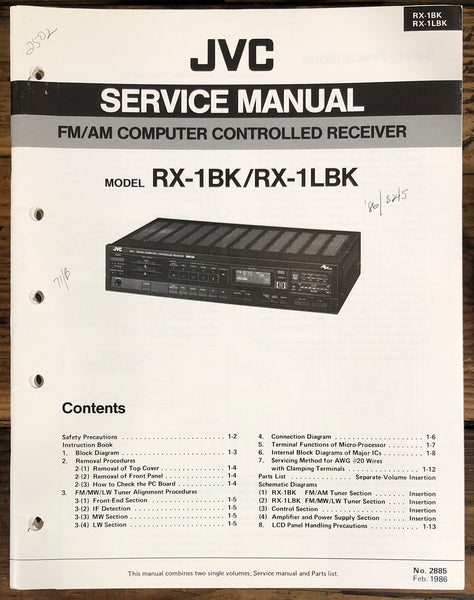 RX-1BK
RX-1LBK
2502
JVC
SERVICE MANUAL
FM/AM COMPUTER CONTROLLED RECEIVER
MODEL RX-1BK/RX-1LBK
JVC
Contents
Safety Precautions . . . . . . . . . . . . . . . . . . . . . . 1-2
Instruction Book
1. Block Diagram . . . . . . . . . . . . . . . . . . . . . . 1-3
2. Removal Procedures
2-(1) Removal of Top Cover . . . . . . . . . . . . . . 1-4
2-(2) Removal of Front Panel . . . . . . . . . . . . . 1-4
2-(3) How to Check the PC Board . . . . . . . . . . 1-4
3. FM/MW/LW Tuner Alignment Procedures
3-(1) Front-End Section . . . . . . . . . . . . . . . . . 1-5
3-(2) IF Detection . . . . . . . . . . . . . . . . . . . . . 1-5
3-(3) MW Section . . . . . . . . . . . . . . . . . . . . . 1-5
3-(4) LW Section . . . . . . . . . . . . . . . . . . . . . . 1-5
4. Connection Diagram . . . . . . . . . . . . . . . . . . . 1-6
5. Terminal Functions of Micro-Processor . . . . . . . 1-7
6. Internal Block Diagrams of Major ICs . . . . . . . . 1-8
7. Servicing Method for AWG #20 Wires
with Clamping Terminals . . . . . . . . . . . . . . . 1-12
Parts List . . . . . . . . . . . . . Separate-Volume Insertion
Schematic Diagrams
(1) RX-1BK FM/AM Tuner Section . . . . . . . Insertion
(2) RX-1LBK FM/MW/LW Tuner Section . . . Insertion
(3) Control Section . . . . . . . . . . . . . . . . . . Insertion
(4) Amplifier and Power Supply Section . . . . Insertion
8. LCD Panel Handling Precautions . . . . . . . . . . . 1-13
This manual combines two single volumes; Service manual and Parts list.
No. 2885
Feb. 1986